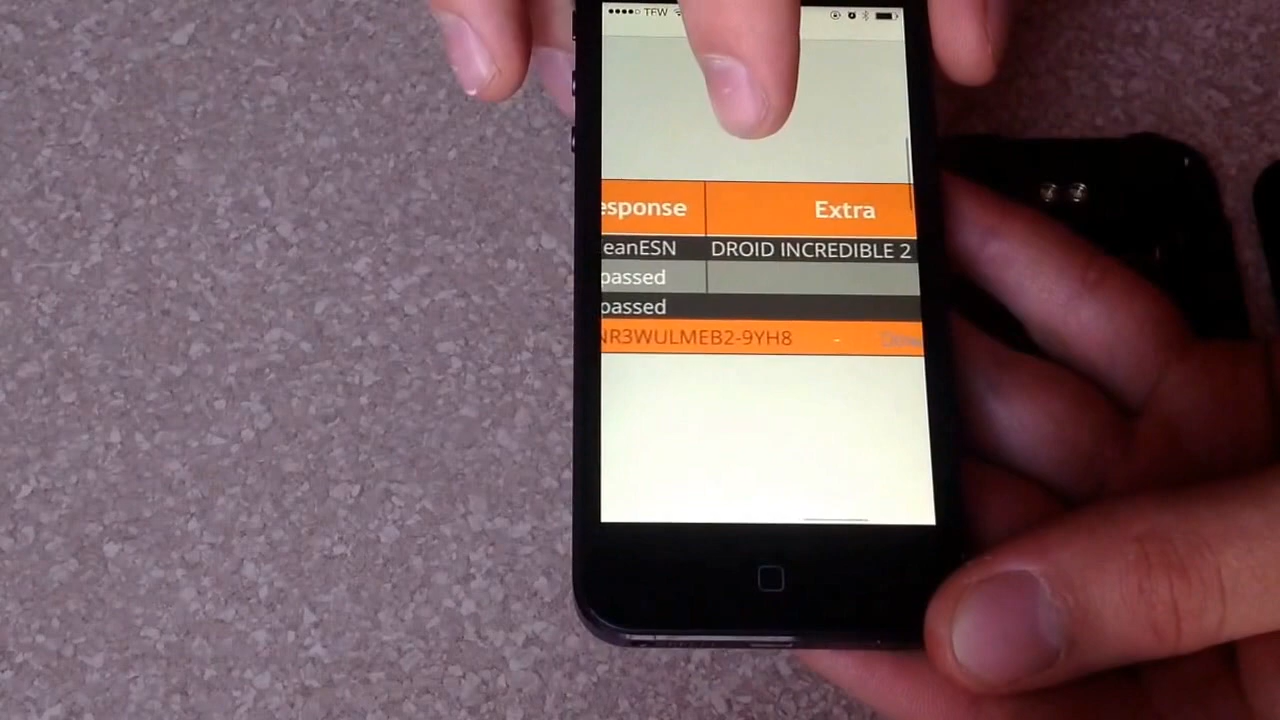 TFW
esponse Extra
eanESN DROID INCREDIBLE 2
passed
passed
NR3WULMEB2-9YH8 -